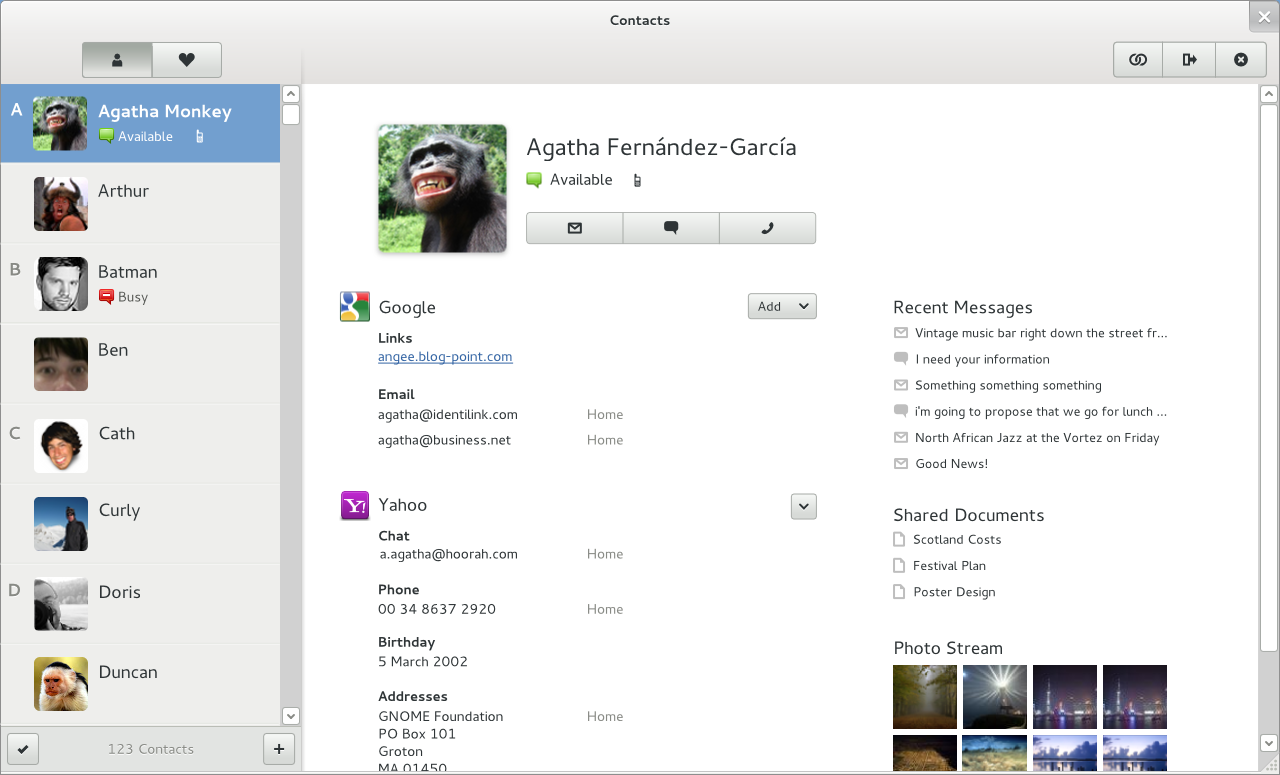 Contacts
A
Agatha Monkey
Available
Arthur
B
Batman
Busy
Ben
C
Cath
Curly
D
Doris
Duncan
123 Contacts
Agatha Fernández-García
Available
Google
Add
Links
angee.blog-point.com
Email
agatha@identilink.com Home
agatha@business.net Home
Yahoo
Chat
a.agatha@hoorah.com Home
Phone
00 34 8637 2920 Home
Birthday
5 March 2002
Addresses
GNOME Foundation Home
PO Box 101
Groton
MA 01450
Recent Messages
Vintage music bar right down the street fr...
I need your information
Something something something
i'm going to propose that we go for lunch ...
North African Jazz at the Vortez on Friday
Good News!
Shared Documents
Scotland Costs
Festival Plan
Poster Design
Photo Stream